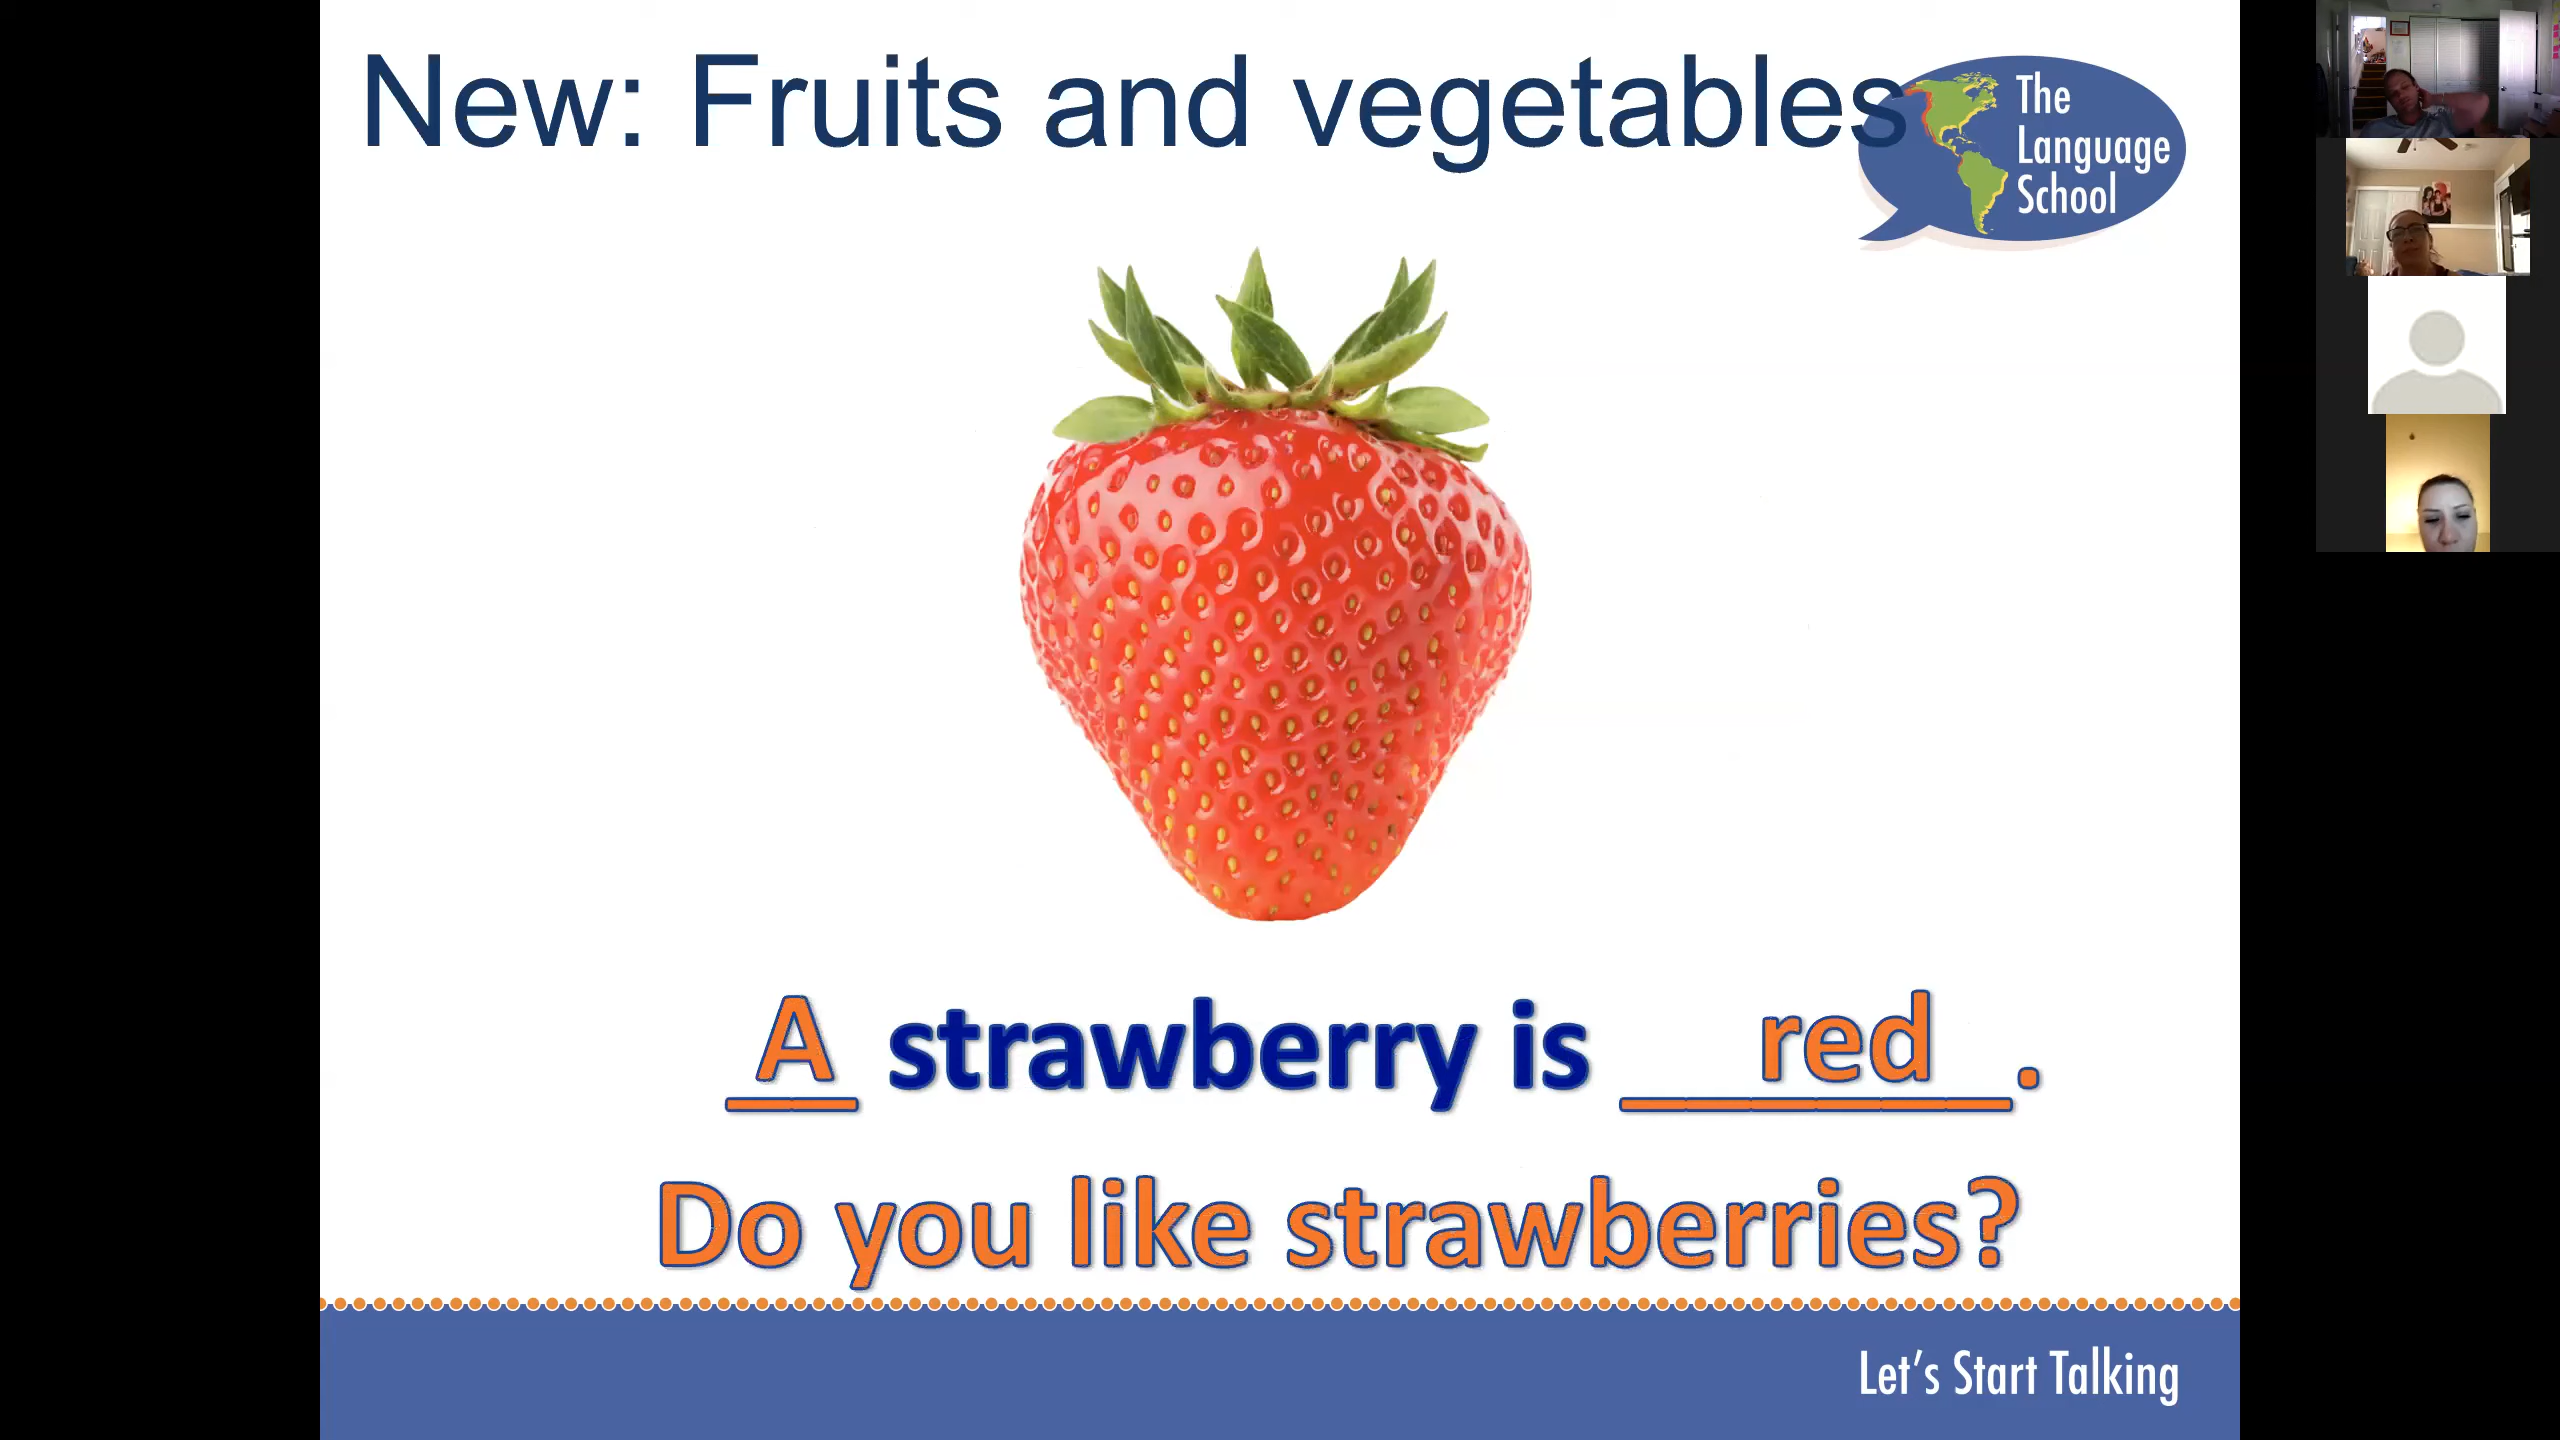 New: Fruits and vegetables
The
Language
School
A strawberry is red.
Do you like strawberries?
Let's Start Talking